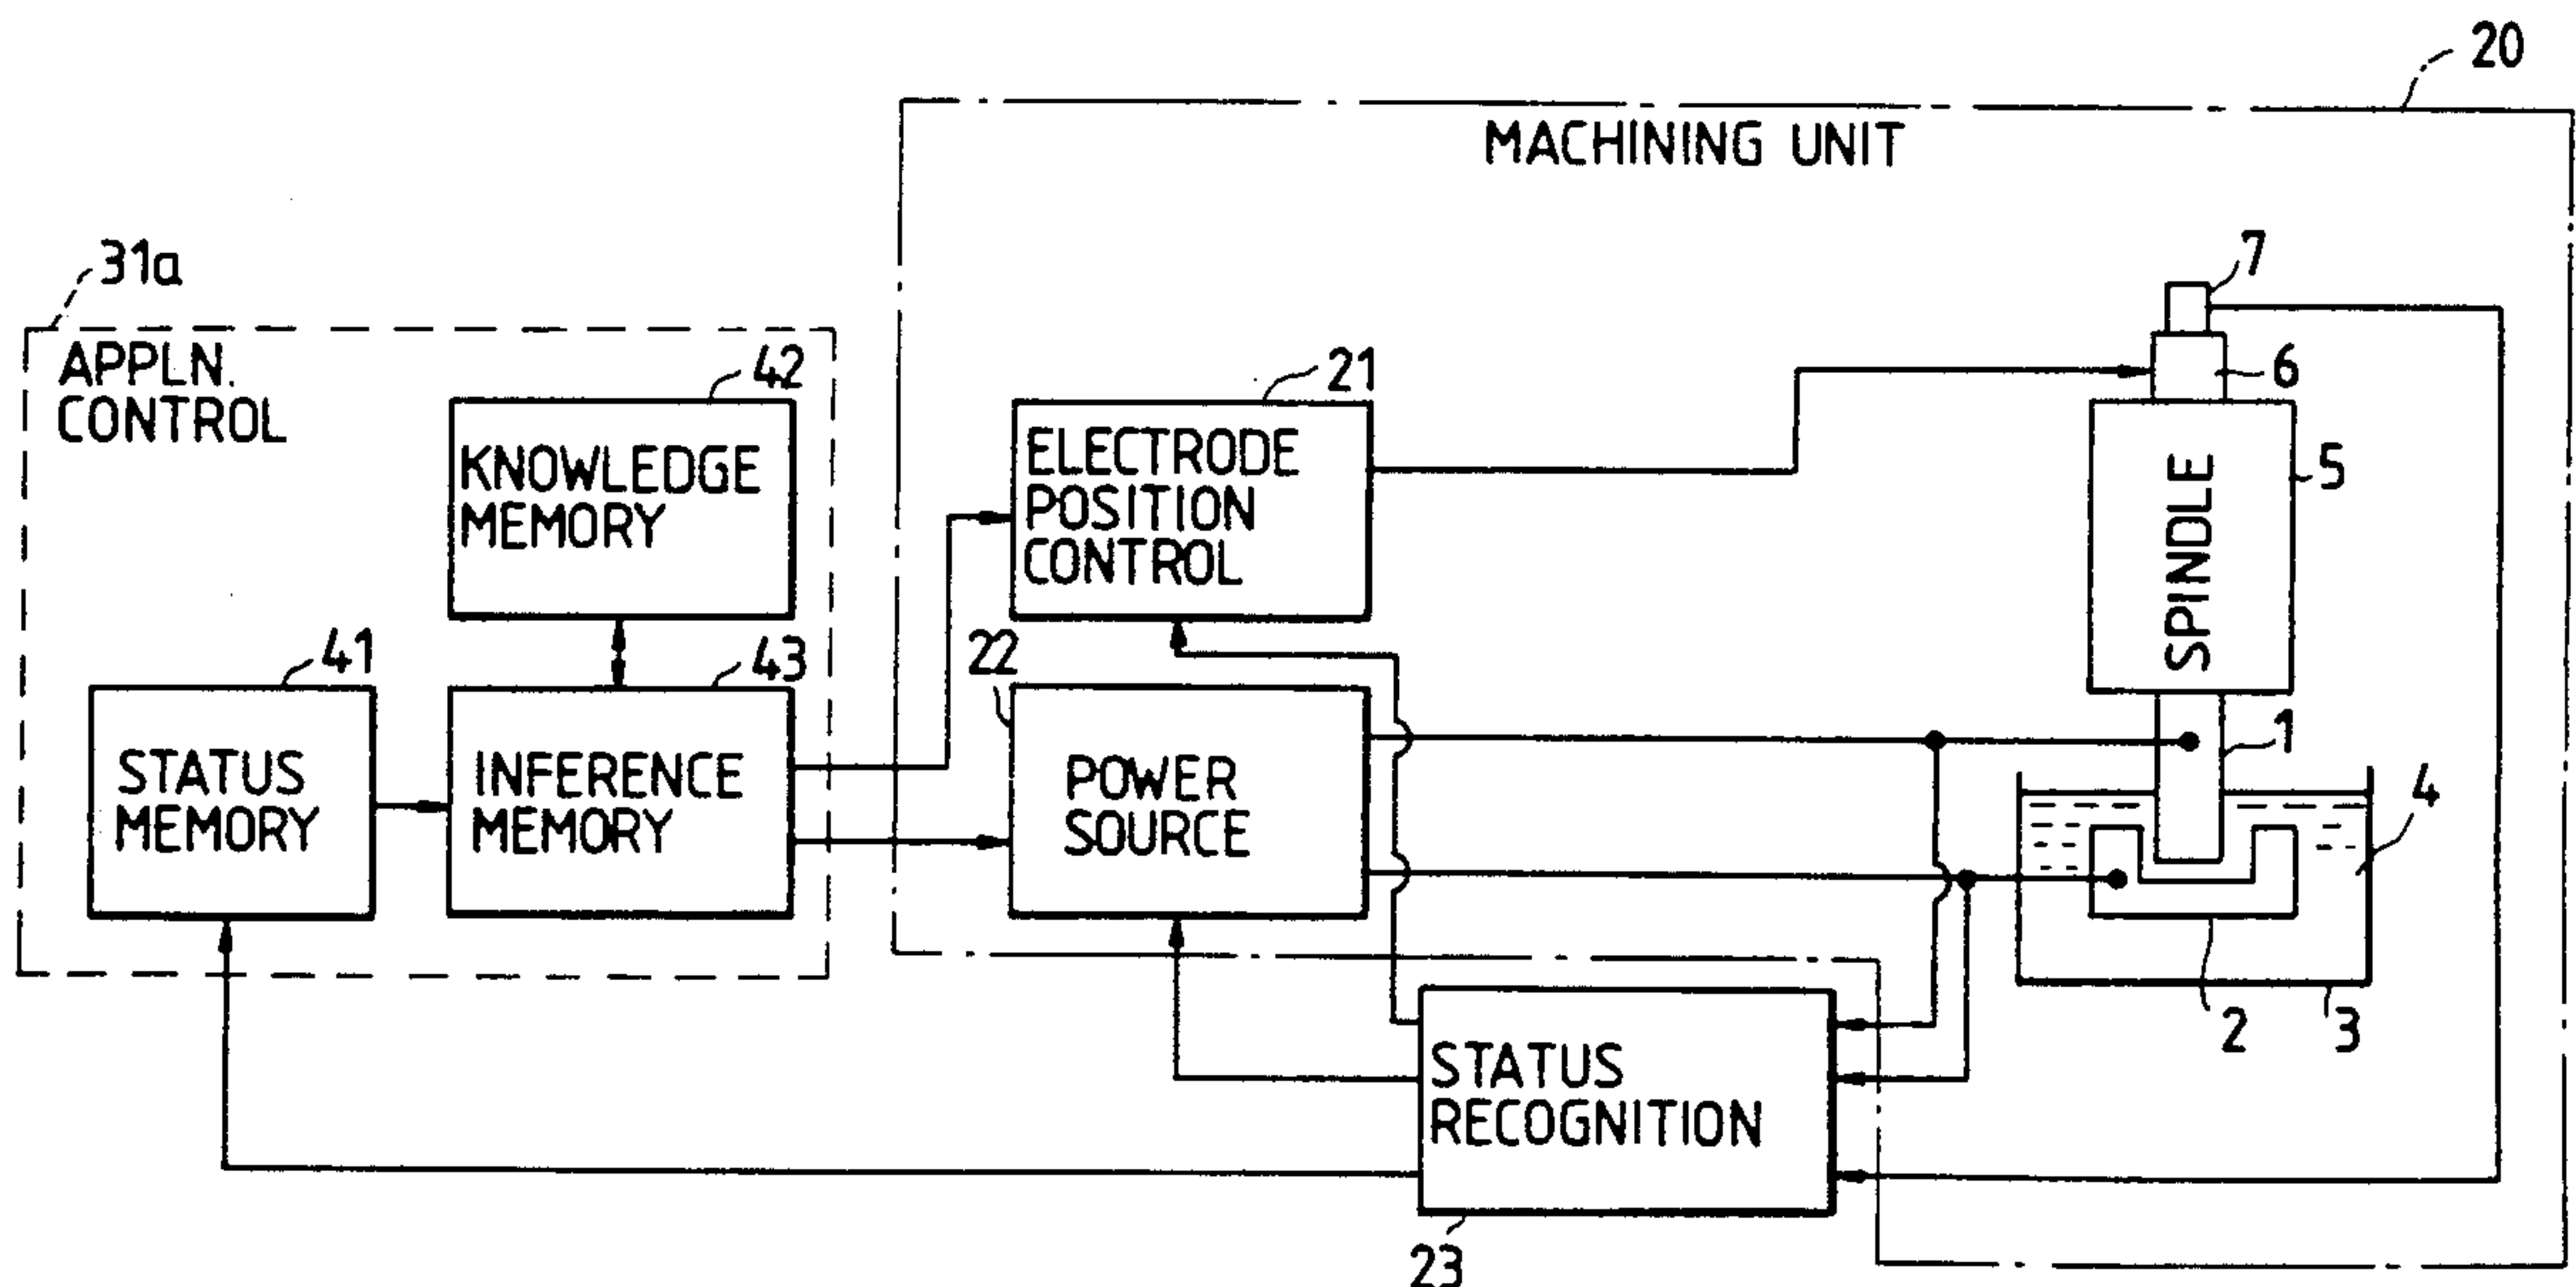 20
MACHINING UNIT
31a
APPLN.
CONTROL
42
KNOWLEDGE
MEMORY
41
STATUS
MEMORY
43
INFERENCE
MEMORY
21
ELECTRODE
POSITION
CONTROL
22
POWER
SOURCE
STATUS
RECOGNITION
23
7
6
5
SPINDLE
1
4
2
3